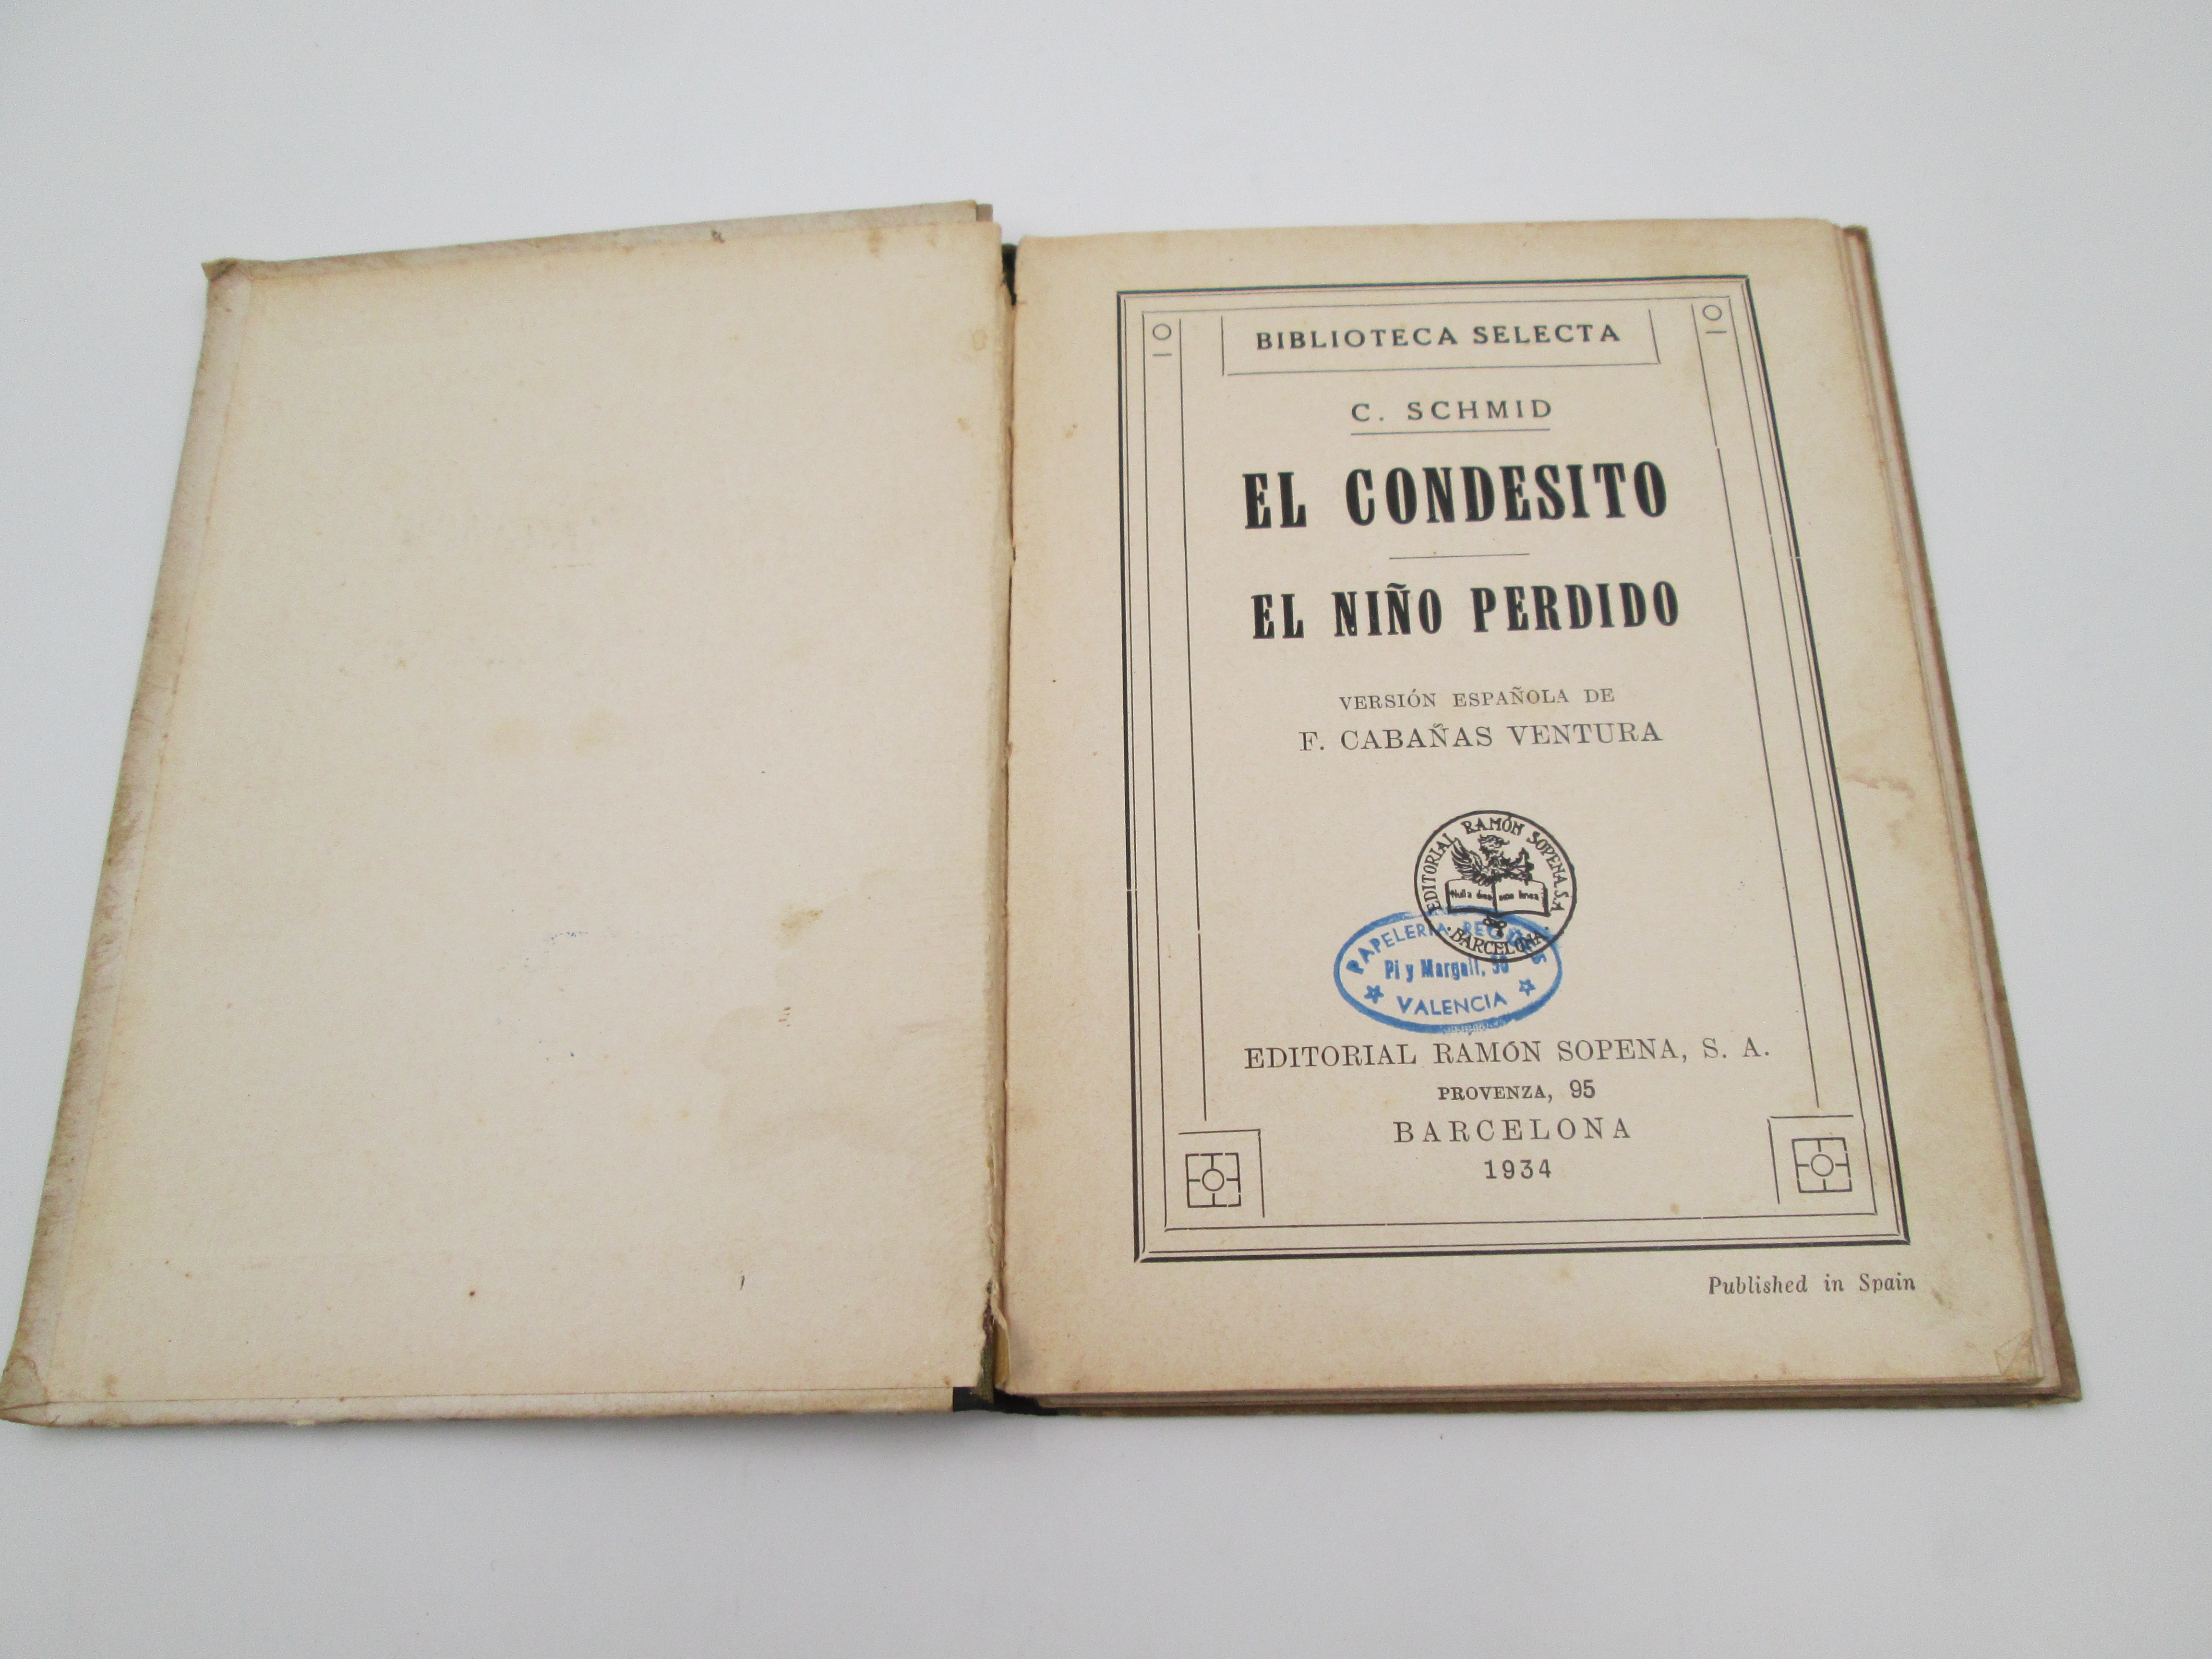 BIBLIOTECA SELECTA
C. SCHMID
EL CONDESITO
EL NIÑO PERDIDO
VERSIÓN ESPAÑOLA DE
F. CABAÑAS VENTURA
EDITORIAL RAMÓN SOPENA, S.A.
BARCELONA
PAPELERIA
Pi y Margall,
VALENCIA
EDITORIAL RAMÓN SOPENA, S. A.
PROVENZA, 95
BARCELONA
1934
Published in Spain